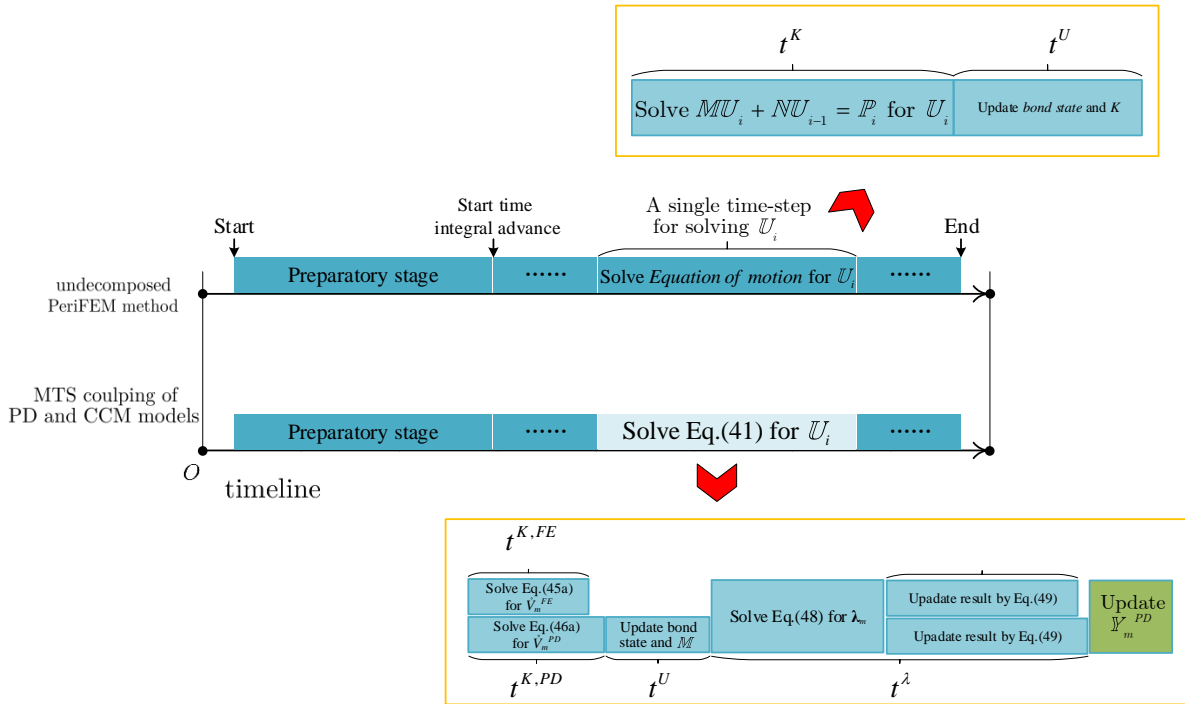 t^K
t^U
Solve 𝕄𝕌_i + ℕ𝕌_{i−1} = ℙ_i for 𝕌_i
Update bond state and K
Start
Start time
integral advance
A single time-step
for solving 𝕌_i
End
undecomposed
PeriFEM method
Preparatory stage
······
Solve Equation of motion for 𝕌_i
······
MTS coulping of
PD and CCM models
Preparatory stage
······
Solve Eq.(41) for 𝕌_i
······
O
timeline
t^{K,FE}
Solve Eq.(45a)
for V̇_m^{FE}
Solve Eq.(46a)
for V̇_m^{PD}
Update bond
state and 𝕄
Solve Eq.(48) for λ_m
Upadate result by Eq.(49)
Upadate result by Eq.(49)
Update
𝕐_m^{PD}
t^{K,PD}
t^U
t^λ